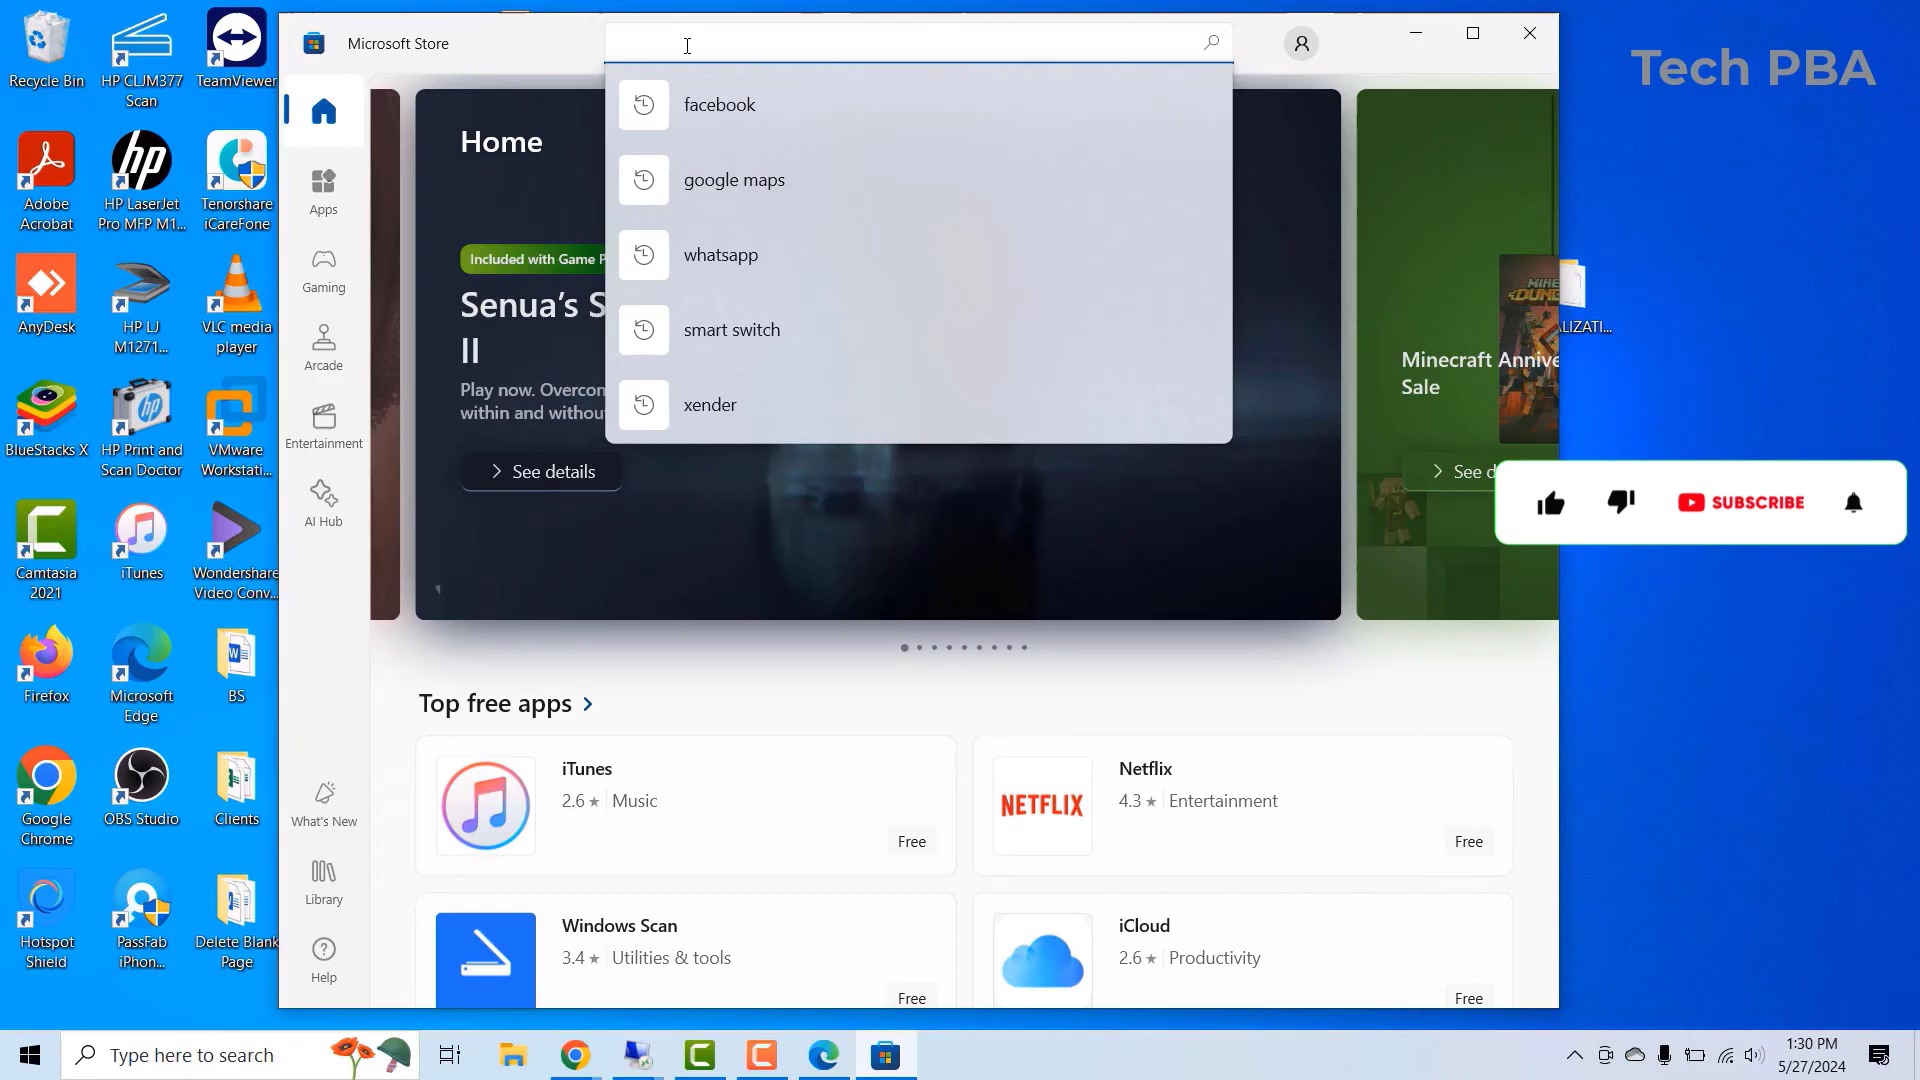 Recycle Bin
HP CLJM377
Scan
TeamViewer
Adobe
Acrobat
HP LaserJet
Pro MFP M1...
Tenorshare
iCareFone
AnyDesk
HP LJ
M1271...
VLC media
player
BlueStacks X
HP Print and
Scan Doctor
VMware
Workstati...
Camtasia
2021
iTunes
Wondershare
Video Conv...
Firefox
Microsoft
Edge
BS
Google
Chrome
OBS Studio
Clients
Hotspot
Shield
PassFab
iPhon...
Delete Blank
Page
Microsoft Store
Apps
Gaming
Arcade
Entertainment
AI Hub
What's New
Library
Help
facebook
google maps
whatsapp
smart switch
xender
Home
Included with Game P
Senua's S
II
Play now. Overcom
within and withou
See details
Minecraft Annive
Sale
See d
Top free apps
iTunes
2.6 ★ Music
Free
NETFLIX
Netflix
4.3 ★ Entertainment
Free
Windows Scan
3.4 ★ Utilities & tools
Free
iCloud
2.6 ★ Productivity
Free
Tech PBA
LIZATI...
SUBSCRIBE
Type here to search
1:30 PM
5/27/2024